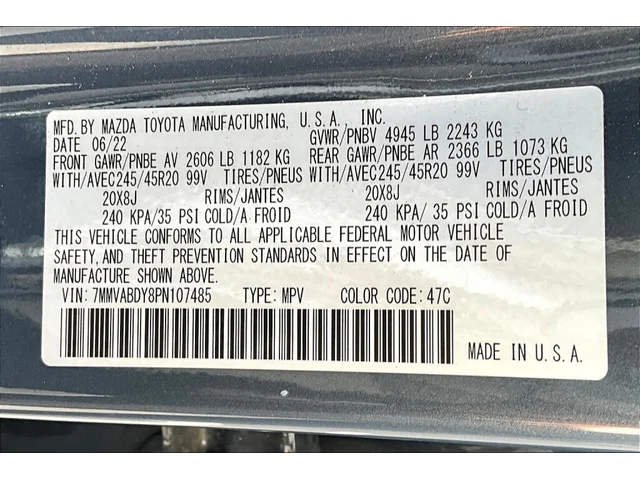 MFD. BY MAZDA TOYOTA MANUFACTURING, U.S.A., INC.
DATE 06/22 GVWR/PNBV 4945 LB 2243 KG
FRONT GAWR/PNBE AV 2606 LB 1182 KG REAR GAWR/PNBE AR 2366 LB 1073 KG
WITH/AVEC245/45R20 99V TIRES/PNEUS WITH/AVEC245/45R20 99V TIRES/PNEUS
20X8J RIMS/JANTES 20X8J RIMS/JANTES
240 KPA/35 PSI COLD/A FROID 240 KPA/ 35 PSI COLD/A FROID
THIS VEHICLE CONFORMS TO ALL APPLICABLE FEDERAL MOTOR VEHICLE
SAFETY, AND THEFT PREVENTION STANDARDS IN EFFECT ON THE DATE OF
MANUFACTURE SHOWN ABOVE.
VIN: 7MMVABDY8PN107485 TYPE: MPV COLOR CODE: 47C
MADE IN U.S.A.